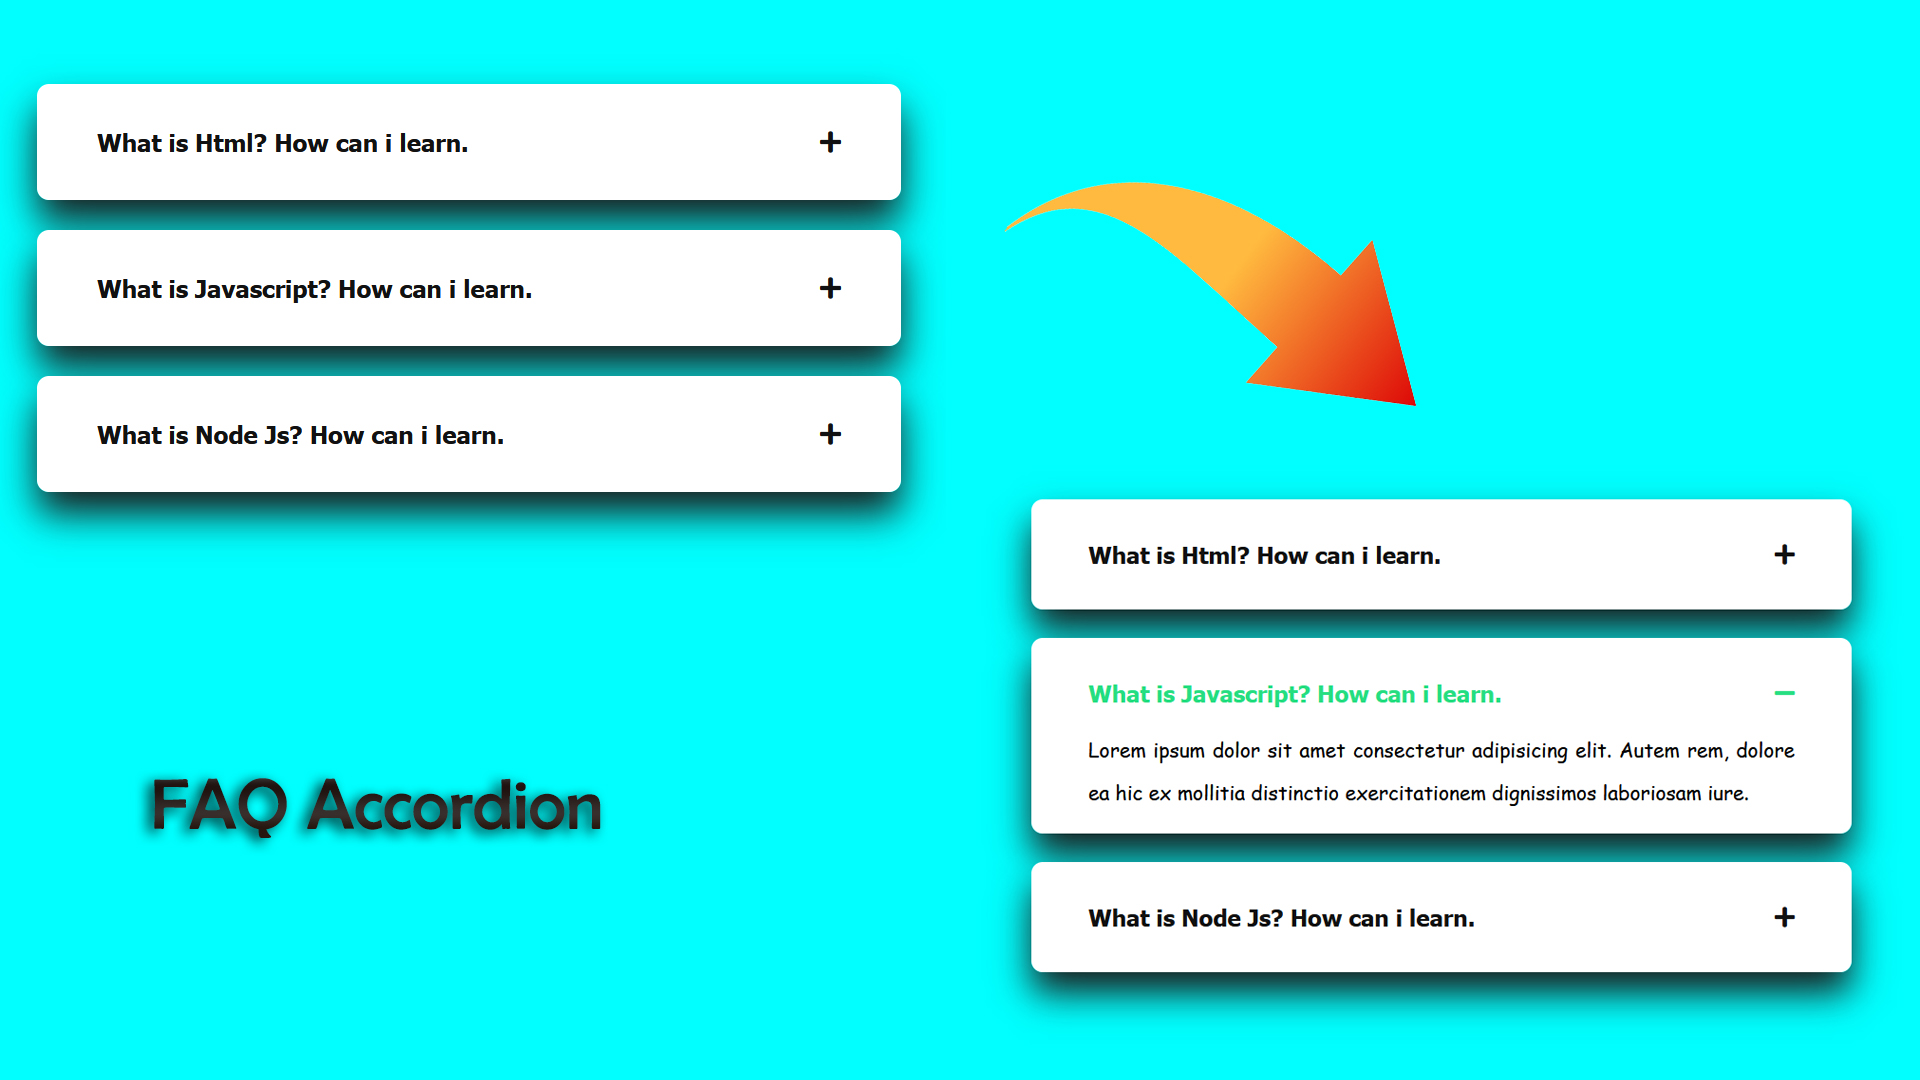 What is Html? How can i learn.
What is Javascript? How can i learn.
What is Node Js? How can i learn.
FAQ Accordion
What is Html? How can i learn.
What is Javascript? How can i learn.
Lorem ipsum dolor sit amet consectetur adipisicing elit. Autem rem, dolore
ea hic ex mollitia distinctio exercitationem dignissimos laboriosam iure.
What is Node Js? How can i learn.